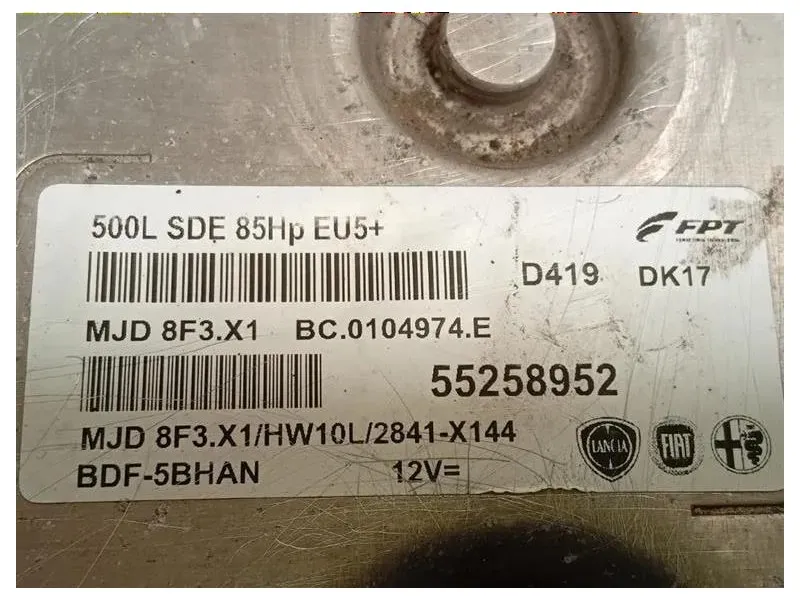 500L SDE 85Hp EU5+
FPT
D419 DK17
MJD 8F3.X1 BC.0104974.E
55258952
MJD 8F3.X1/HW10L/2841-X144
BDF-5BHAN 12V=
LANCIA FIAT